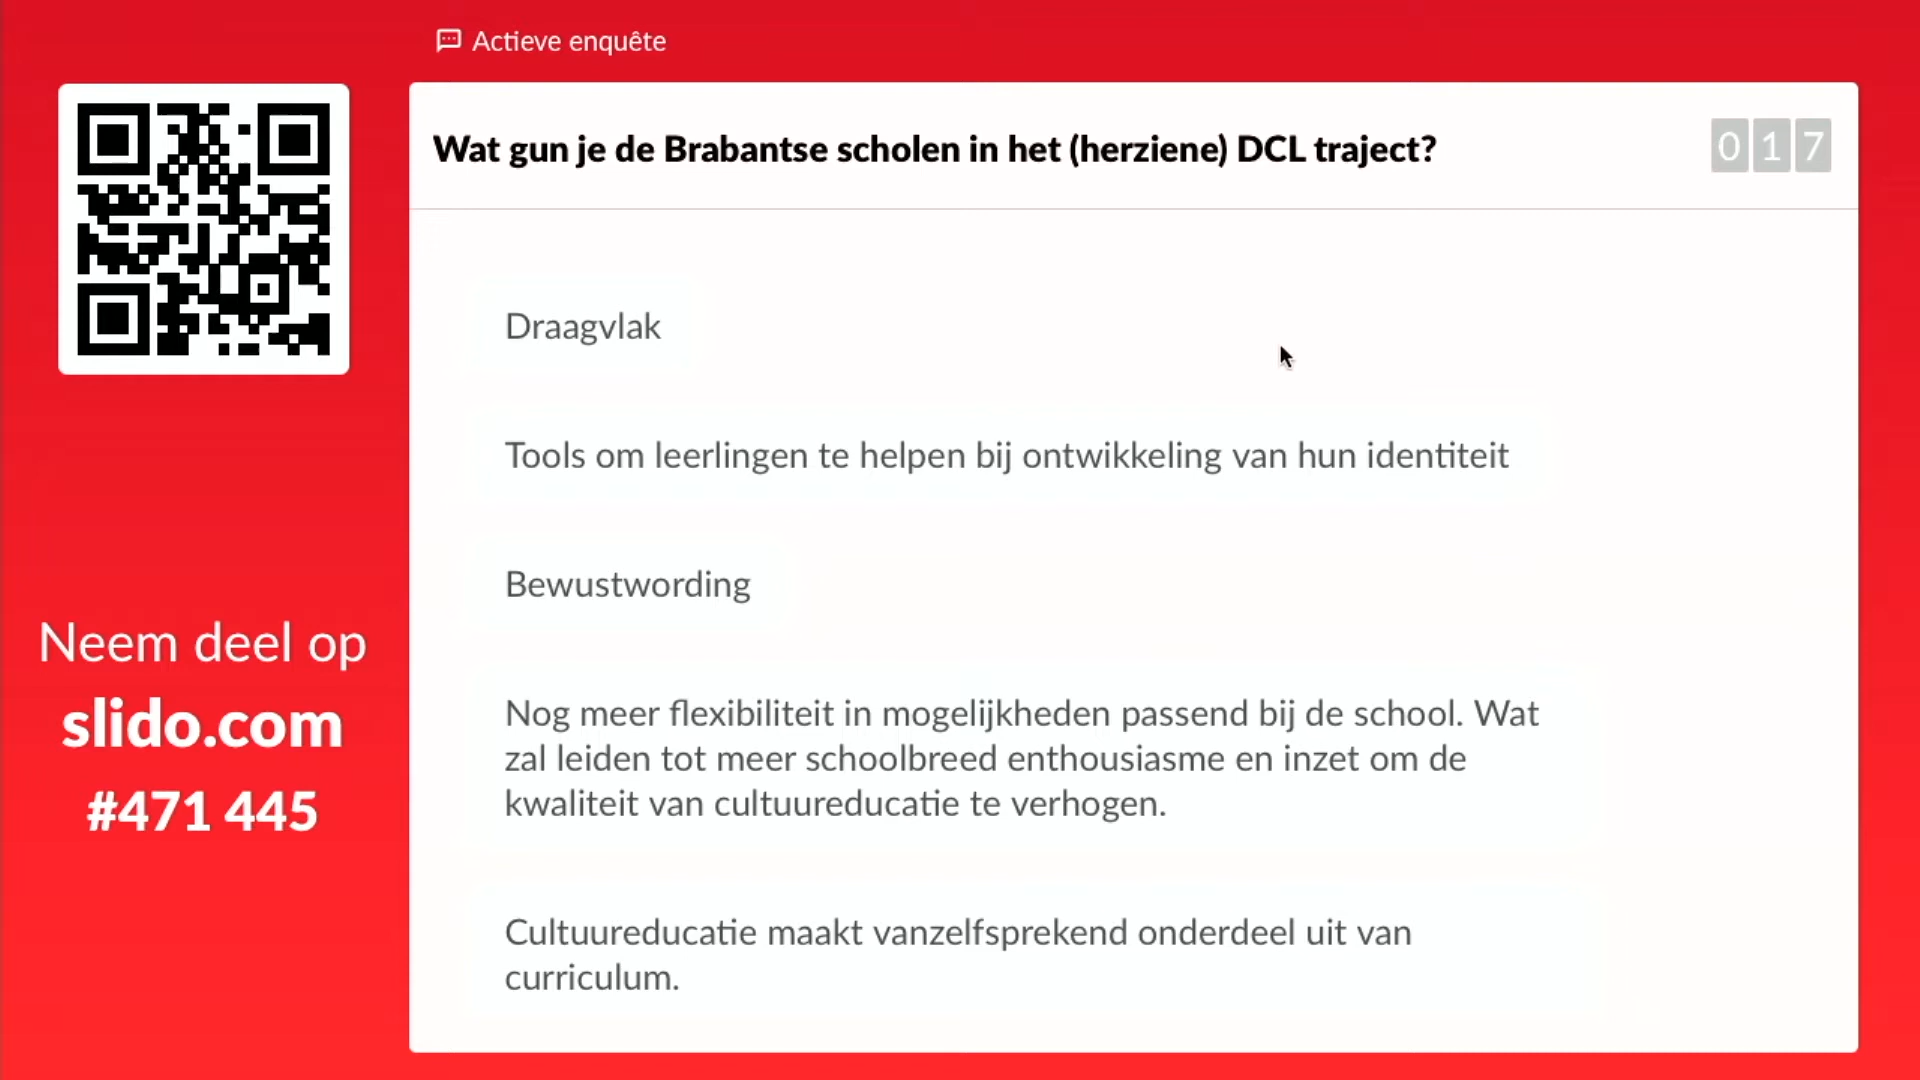 Actieve enquête
Wat gun je de Brabantse scholen in het (herziene) DCL traject?
017
Draagvlak
Tools om leerlingen te helpen bij ontwikkeling van hun identiteit
Bewustwording
Nog meer flexibiliteit in mogelijkheden passend bij de school. Wat
zal leiden tot meer schoolbreed enthousiasme en inzet om de
kwaliteit van cultuureducatie te verhogen.
Cultuureducatie maakt vanzelfsprekend onderdeel uit van
curriculum.
Neem deel op
slido.com
#471 445